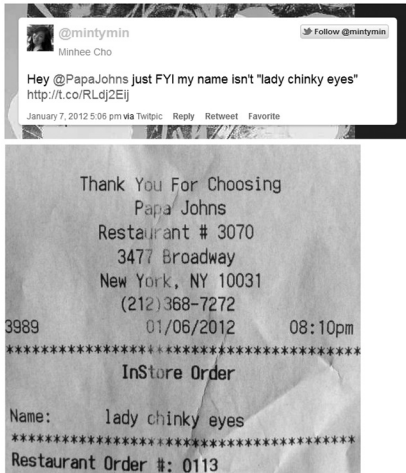 @mintymin
Follow @mintymin
Minhee Cho
Hey @PapaJohns just FYI my name isn't "lady chinky eyes"
http://t.co/RLdj2Eij
January 7, 2012 5:06 pm via Twitpic Reply Retweet Favorite
Thank You For Choosing
Papa Johns
Restaurant # 3070
3477 Broadway
New York, NY 10031
(212)368-7272
3989 01/06/2012 08:10pm
****************************************
InStore Order
Name: lady chinky eyes
****************************************
Restaurant Order #: 0113